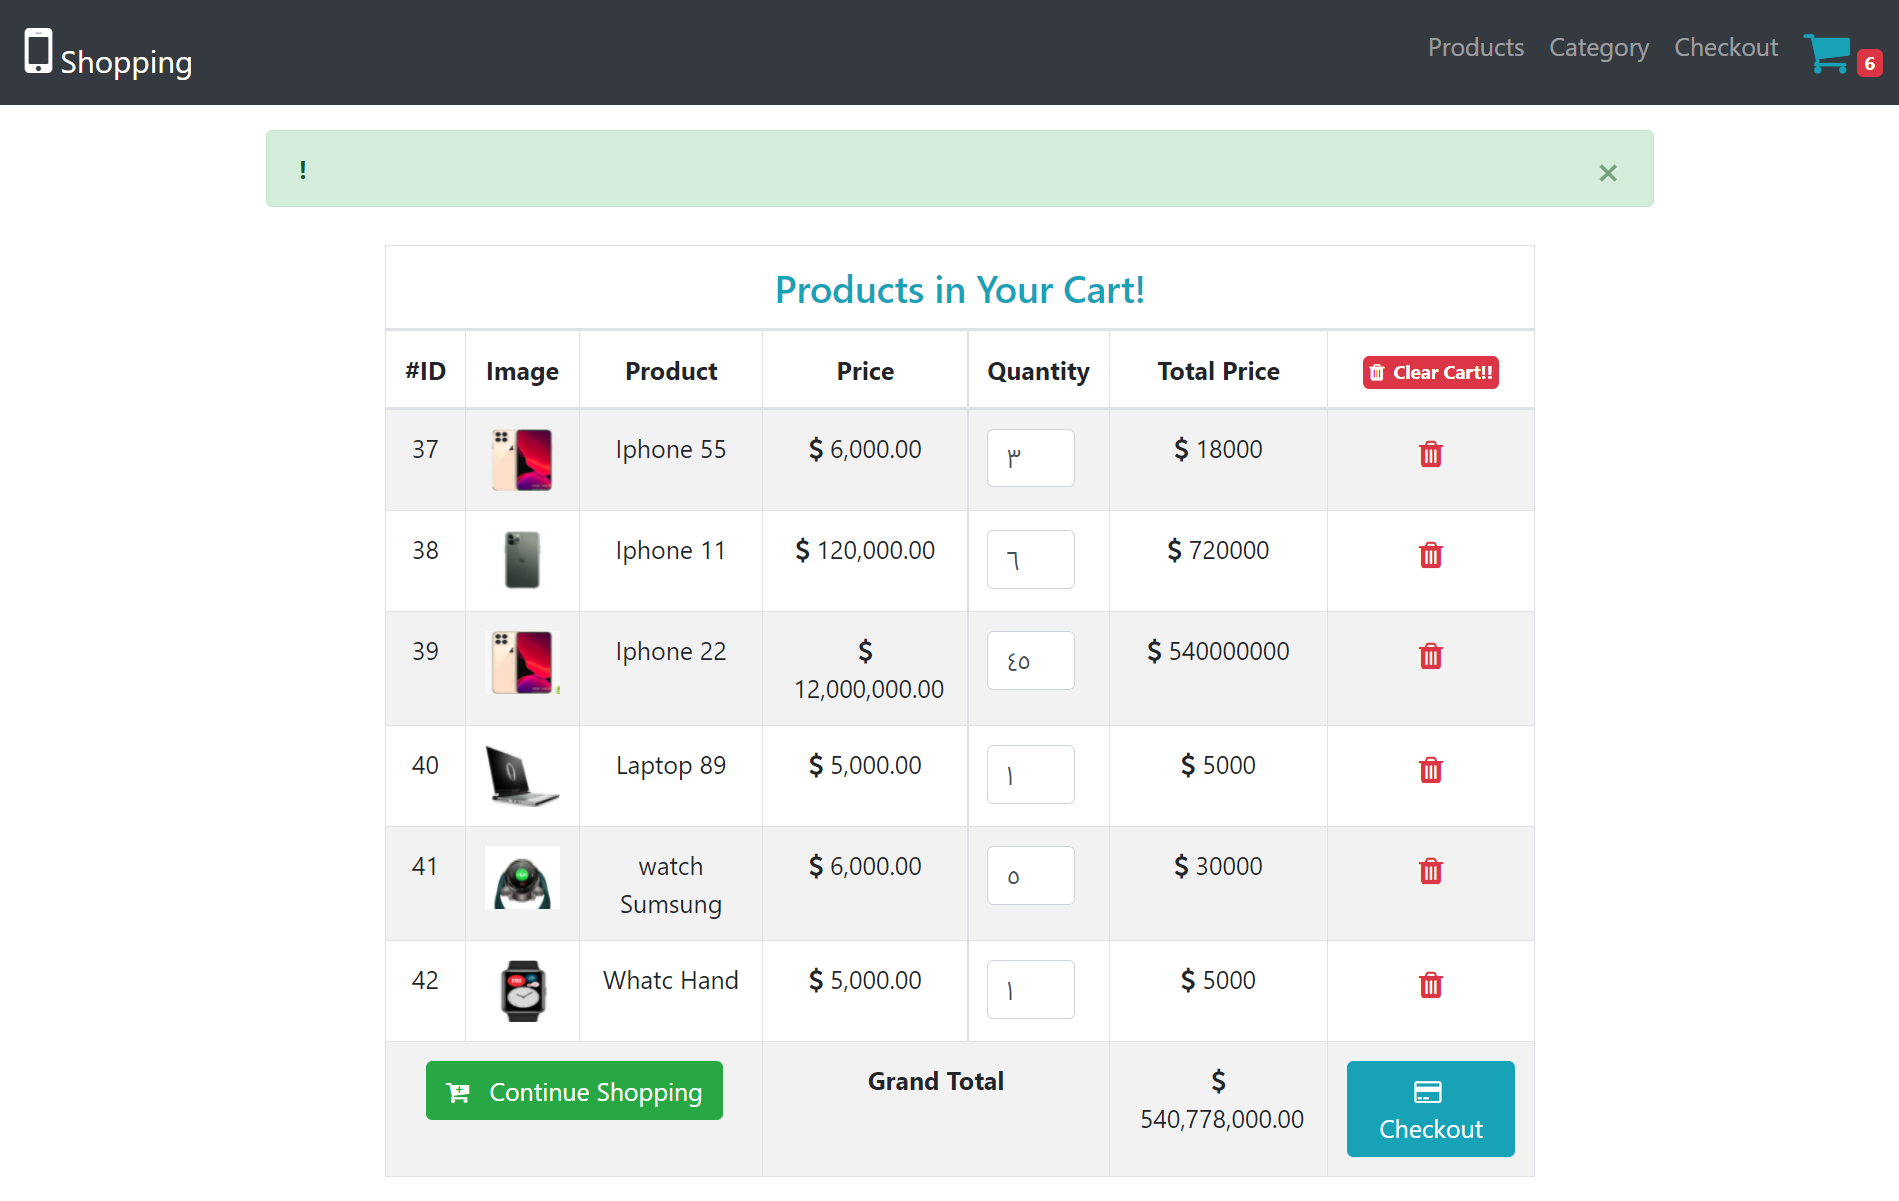 Shopping
Products Category Checkout 6
!
×
Products in Your Cart!
#ID Image Product Price Quantity Total Price Clear Cart!!
37 Iphone 55 $ 6,000.00 ٣ $ 18000
38 Iphone 11 $ 120,000.00 ٦ $ 720000
39 Iphone 22 $ ٤٥ $ 540000000
12,000,000.00
40 Laptop 89 $ 5,000.00 ١ $ 5000
41 watch $ 6,000.00 ٥ $ 30000
Sumsung
42 Whatc Hand $ 5,000.00 ١ $ 5000
Continue Shopping Grand Total $
540,778,000.00
Checkout